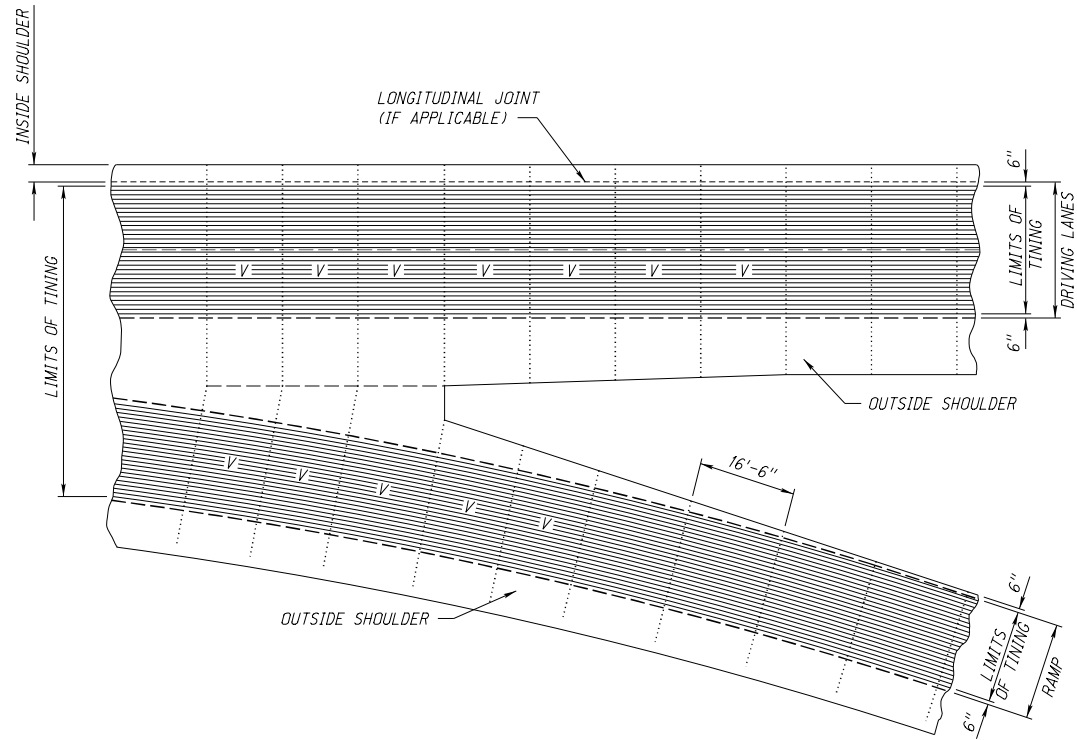 INSIDE SHOULDER
LONGITUDINAL JOINT
(IF APPLICABLE)
6"
LIMITS OF
TINING
DRIVING LANES
6"
LIMITS OF TINING
V V V V V V V
OUTSIDE SHOULDER
16'-6"
V V V V V
OUTSIDE SHOULDER
6"
LIMITS
OF TINING
RAMP
6"